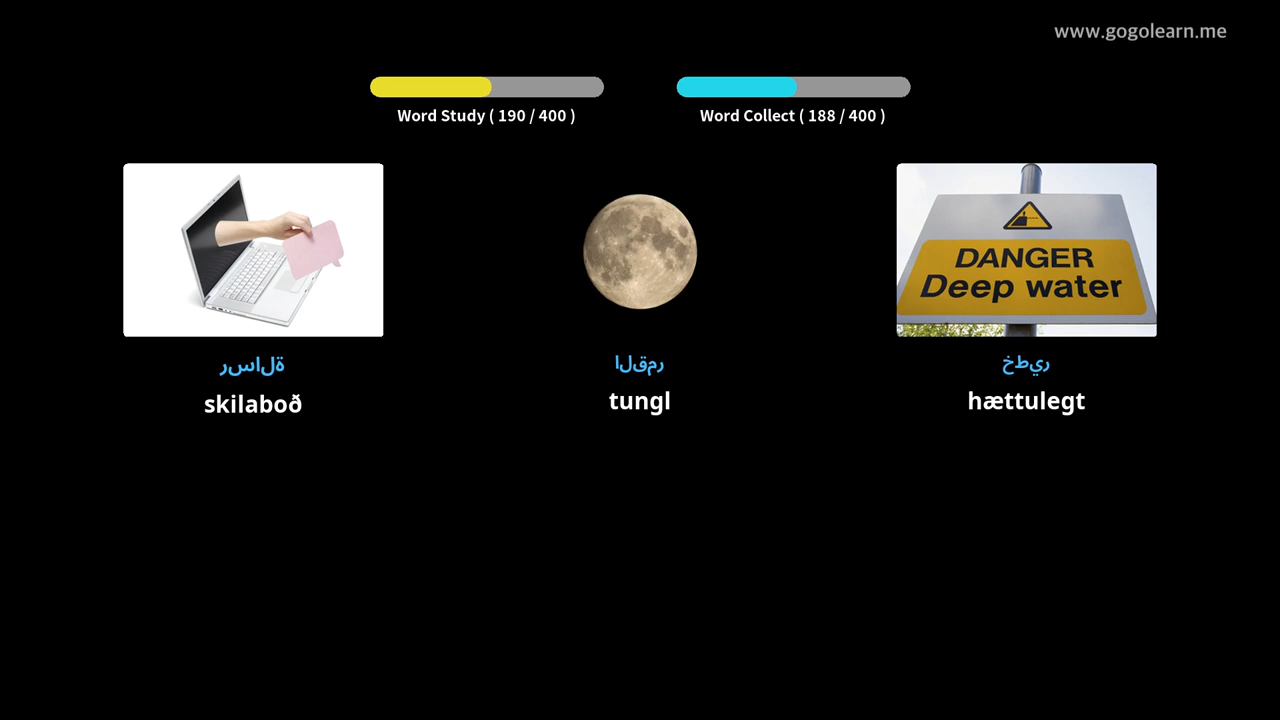 www.gogolearn.me
Word Study ( 190 / 400 )
Word Collect ( 188 / 400 )
DANGER
Deep water
رسالة
skilaboð
القمر
tungl
خطير
hættulegt